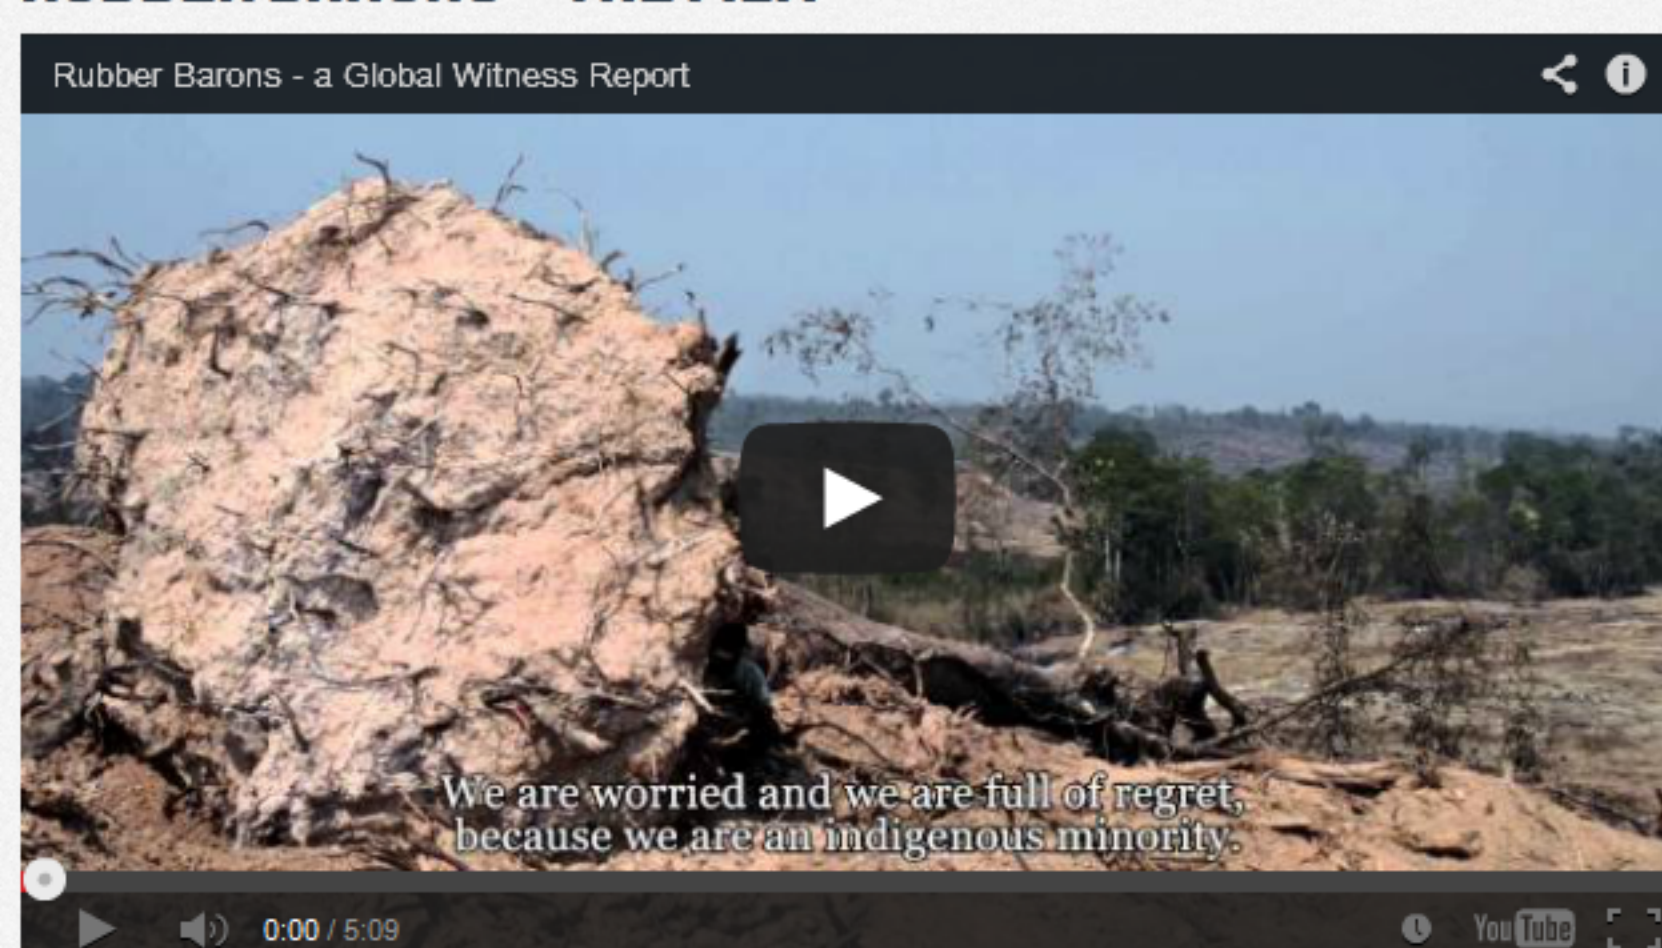 Rubber Barons - a Global Witness Report
We are worried and we are full of regret,
because we are an indigenous minority.
0:00 / 5:09
YouTube